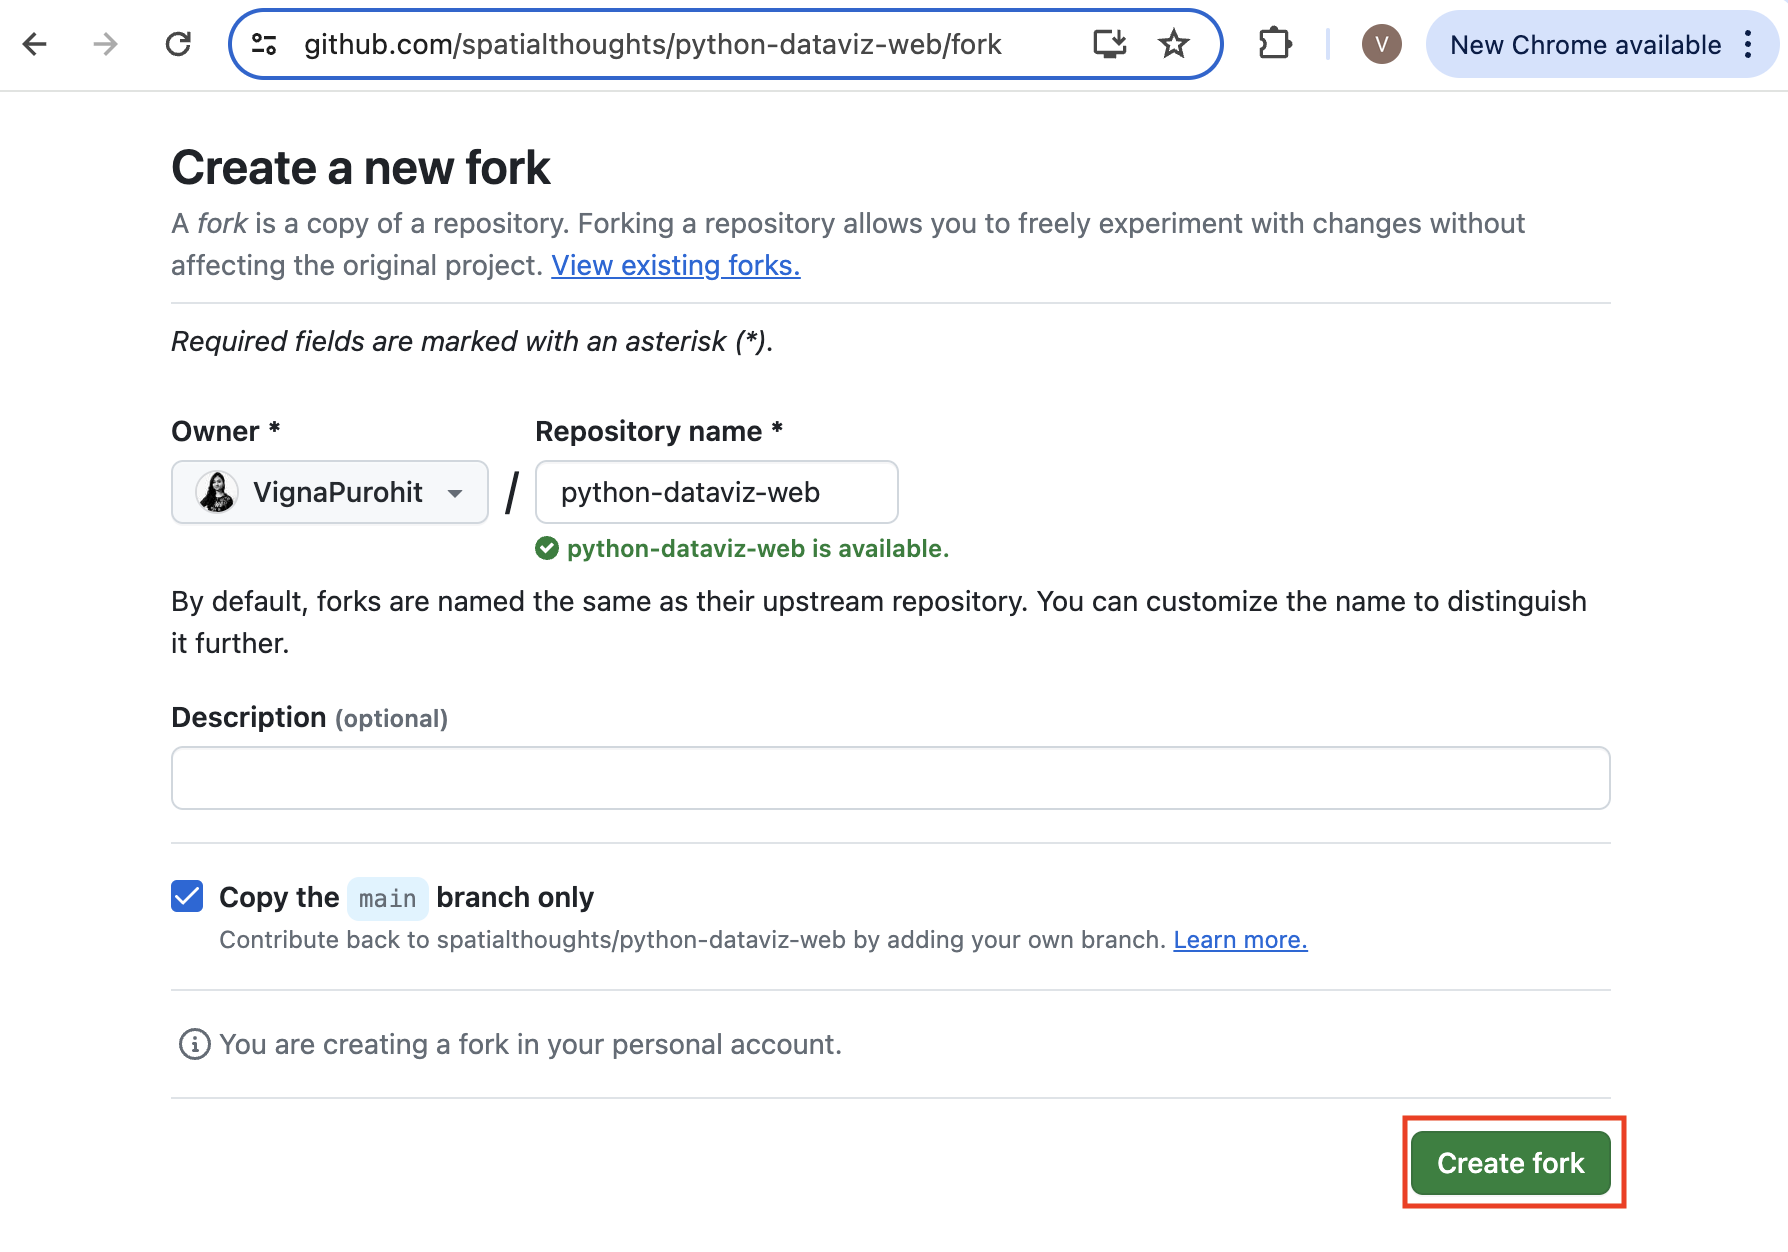 github.com/spatialthoughts/python-dataviz-web/fork
V
New Chrome available
Create a new fork
A fork is a copy of a repository. Forking a repository allows you to freely experiment with changes without
affecting the original project. View existing forks.
Required fields are marked with an asterisk (*).
Owner * Repository name *
VignaPurohit / python-dataviz-web
python-dataviz-web is available.
By default, forks are named the same as their upstream repository. You can customize the name to distinguish
it further.
Description (optional)
Copy the main branch only
Contribute back to spatialthoughts/python-dataviz-web by adding your own branch. Learn more.
You are creating a fork in your personal account.
Create fork